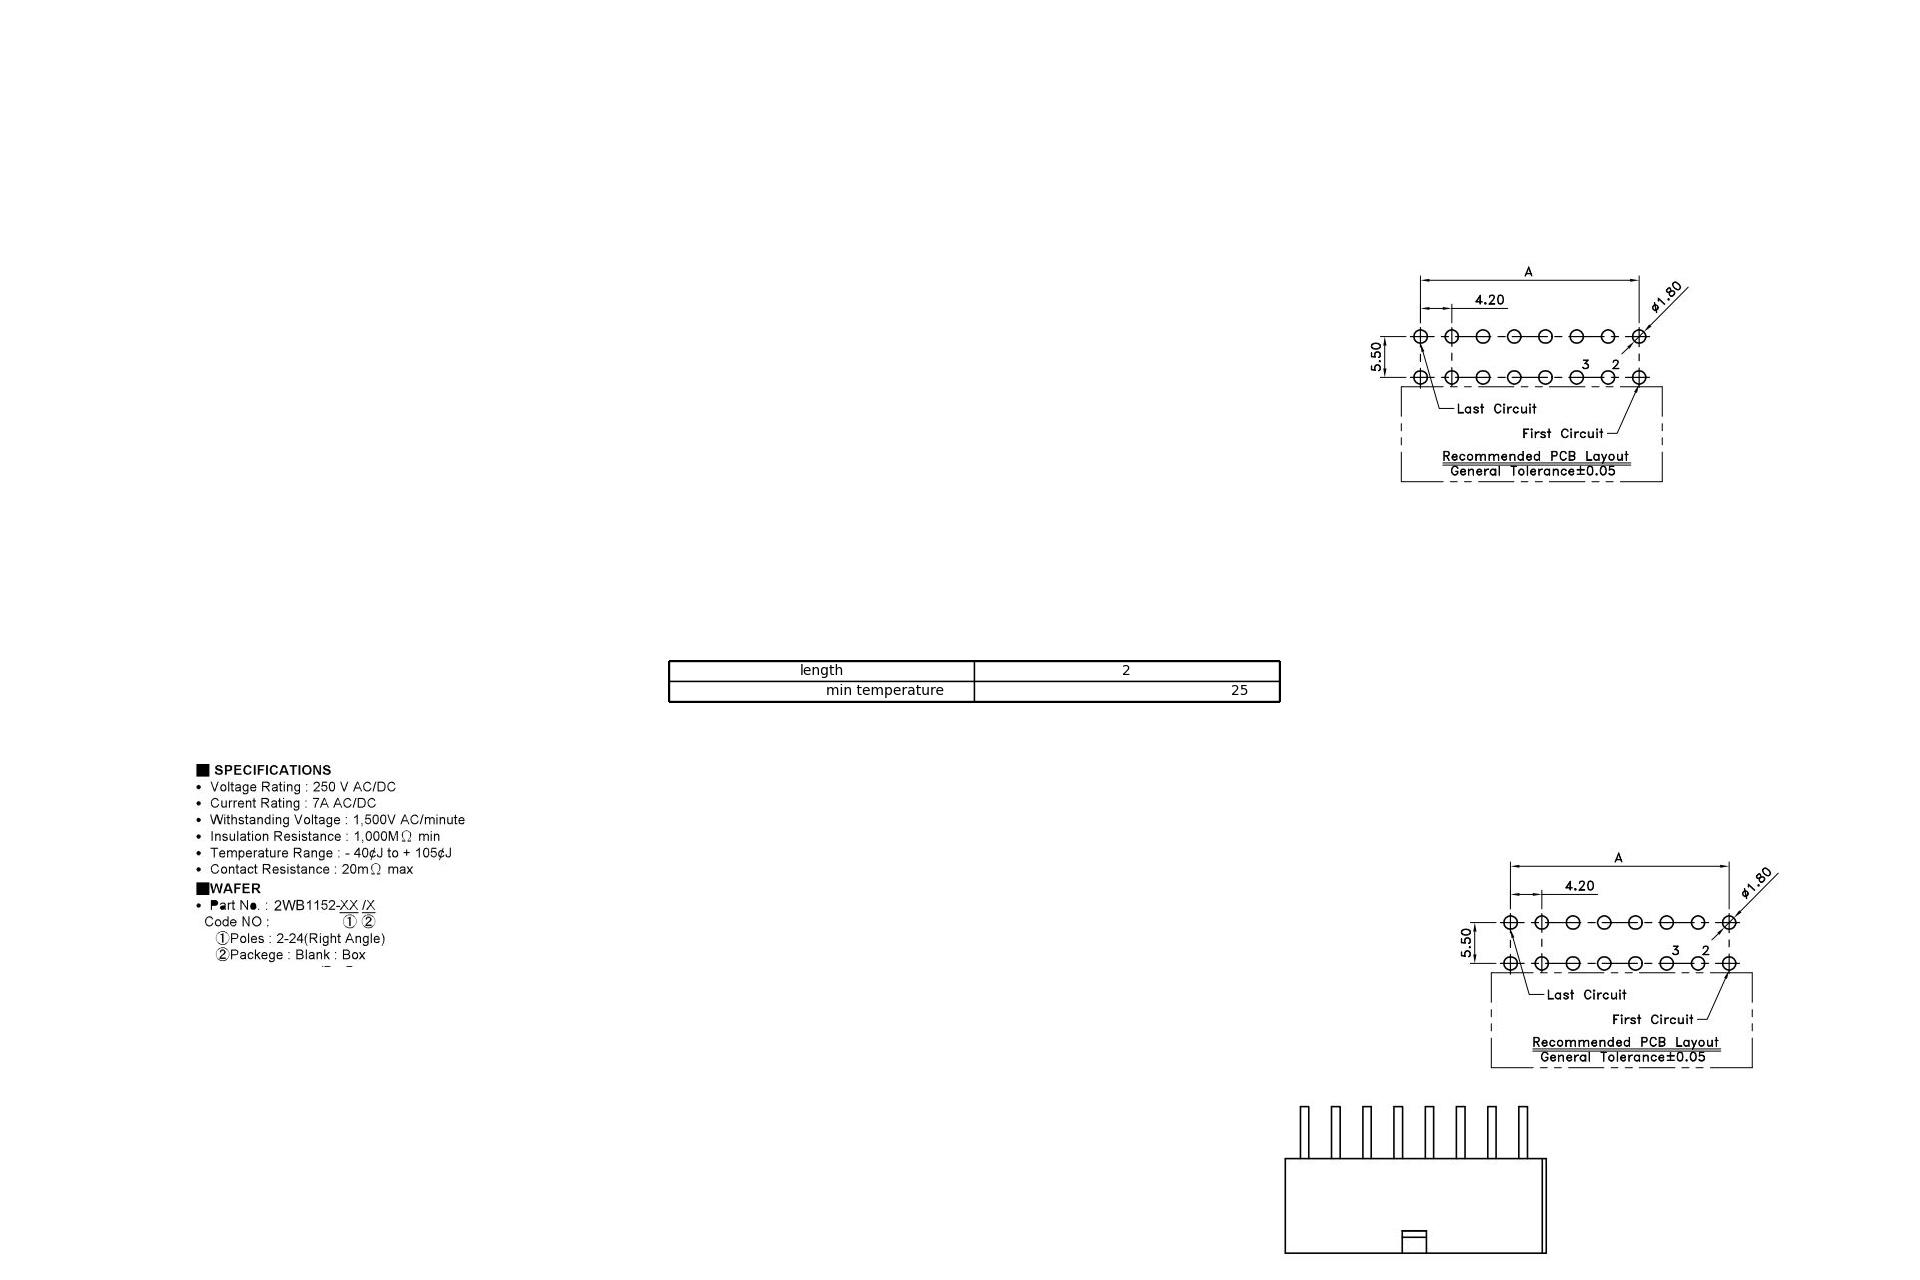 A
4.20
ø1.80
5.50
3 2
Last Circuit
First Circuit
Recommended PCB Layout
General Tolerance±0.05
length 2
min temperature 25
■ SPECIFICATIONS
• Voltage Rating : 250 V AC/DC
• Current Rating : 7A AC/DC
• Withstanding Voltage : 1,500V AC/minute
• Insulation Resistance : 1,000MΩ min
• Temperature Range : - 40¢J to + 105¢J
• Contact Resistance : 20mΩ max
■WAFER
• Part No. : 2WB1152-XX /X
Code NO : ① ②
①Poles : 2-24(Right Angle)
②Packege : Blank : Box
A
4.20
ø1.80
5.50
3 2
Last Circuit
First Circuit
Recommended PCB Layout
General Tolerance±0.05